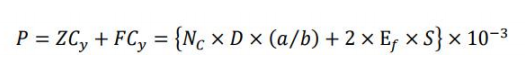 P = ZC_y + FC_y = {N_C × D × (a/b) + 2 × E_f × S} × 10^{-3}